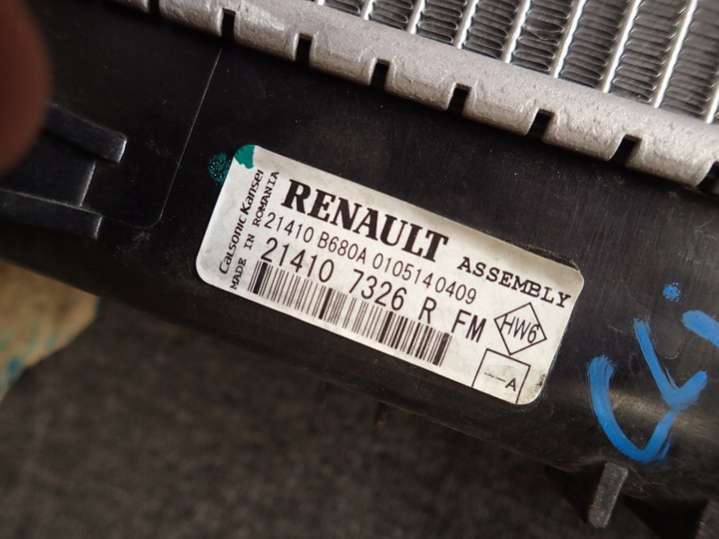 Calsonic Kansei
MADE IN ROMANIA
RENAULT ASSEMBLY
21410 B680A 0105140409
21410 7326 R FM
HW6
--A